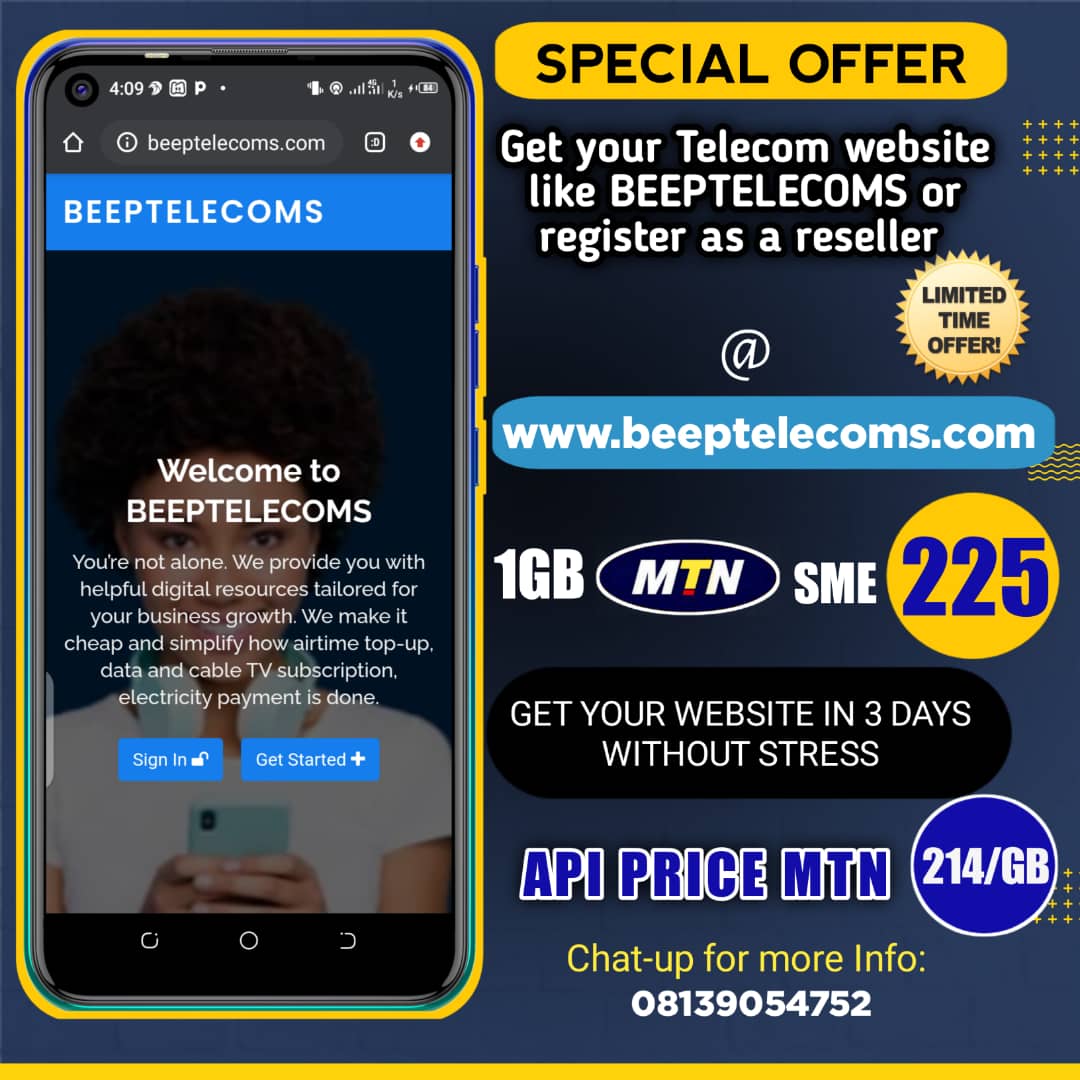 4:09
4G
1
K/s
84
beeptelecoms.com
:D
BEEPTELECOMS
Welcome to
BEEPTELECOMS
You're not alone. We provide you with
helpful digital resources tailored for
your business growth. We make it
cheap and simplify how airtime top-up,
data and cable TV subscription,
electricity payment is done.
Sign In
Get Started
SPECIAL OFFER
Get your Telecom website
like BEEPTELECOMS or
register as a reseller
LIMITED
TIME
OFFER!
@
www.beeptelecoms.com
1GB MTN SME 225
GET YOUR WEBSITE IN 3 DAYS
WITHOUT STRESS
API PRICE MTN 214/GB
Chat-up for more Info:
08139054752